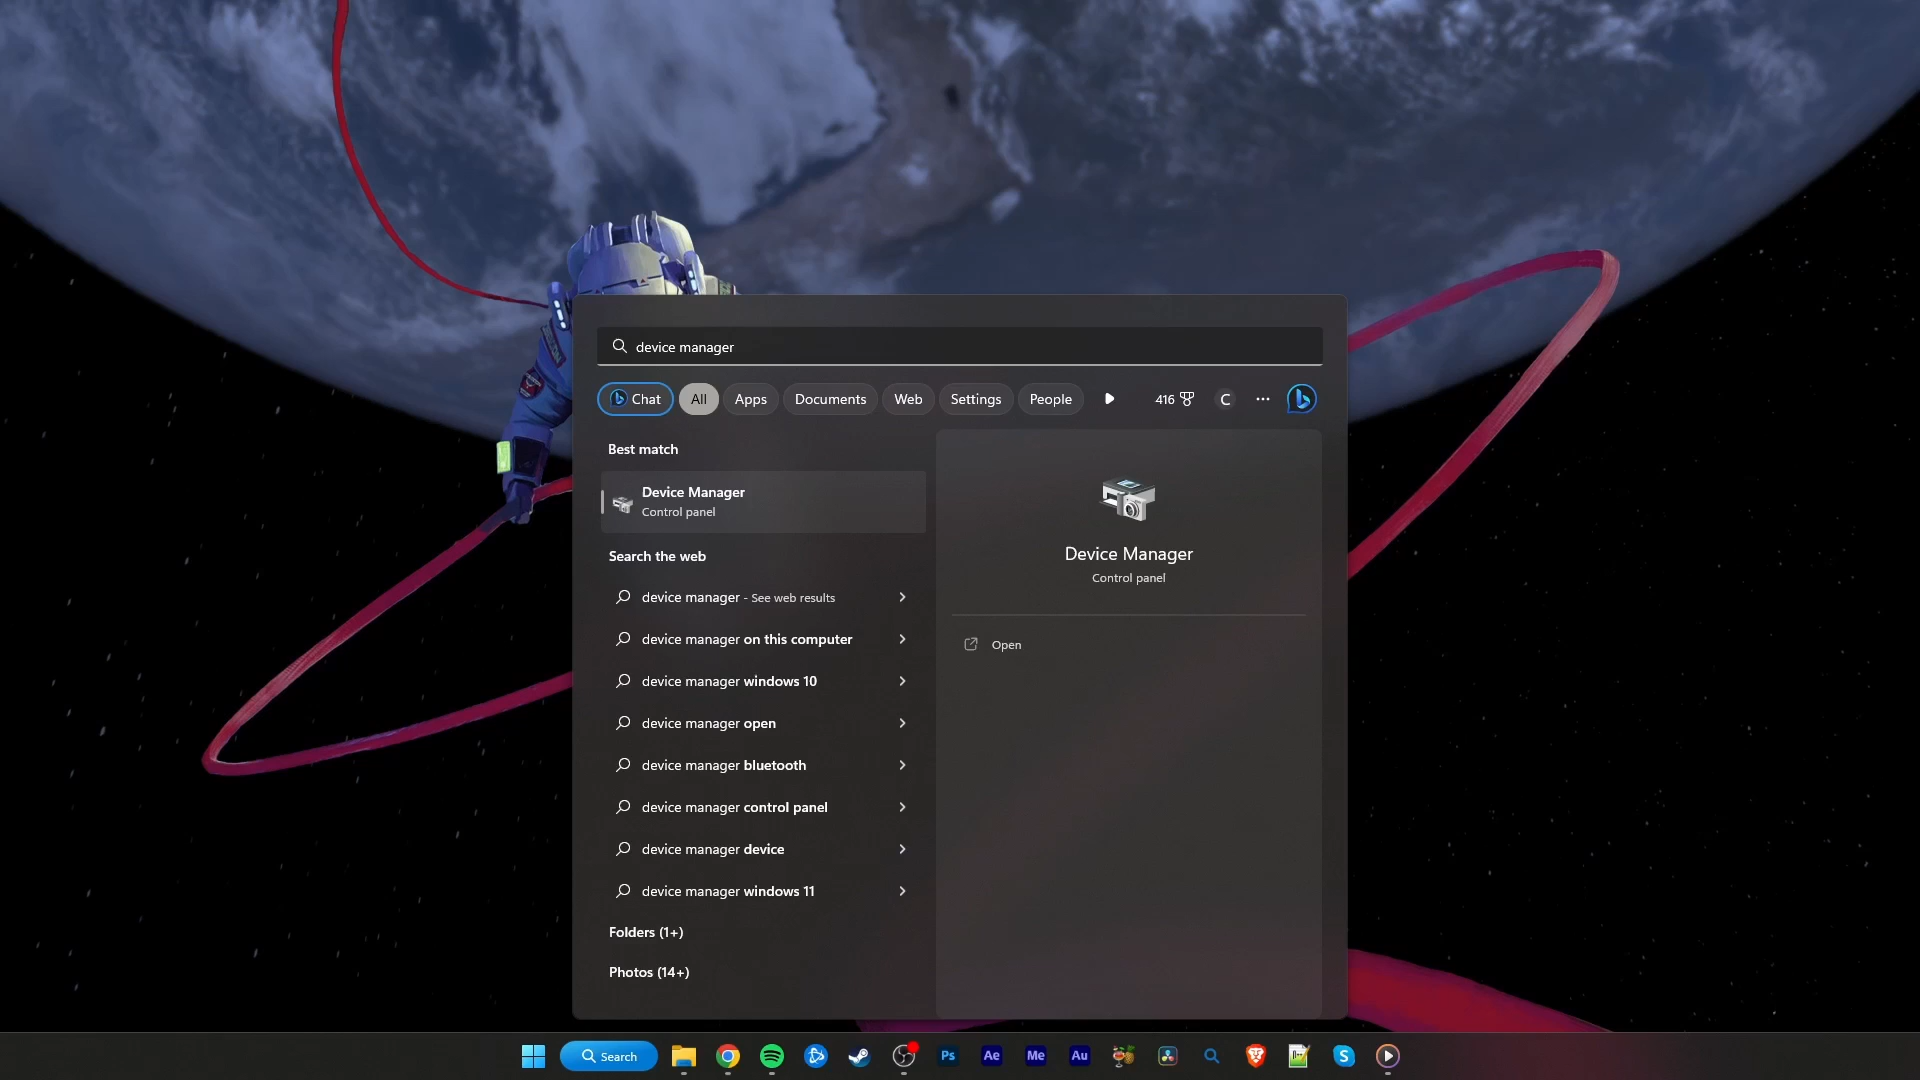 device manager
Chat
All
Apps
Documents
Web
Settings
People
416
C
Best match
Device Manager
Control panel
Search the web
device manager - See web results
device manager on this computer
device manager windows 10
device manager open
device manager bluetooth
device manager control panel
device manager device
device manager windows 11
Folders (1+)
Photos (14+)
Device Manager
Control panel
Open
Search
Ps
Ae
Me
Au